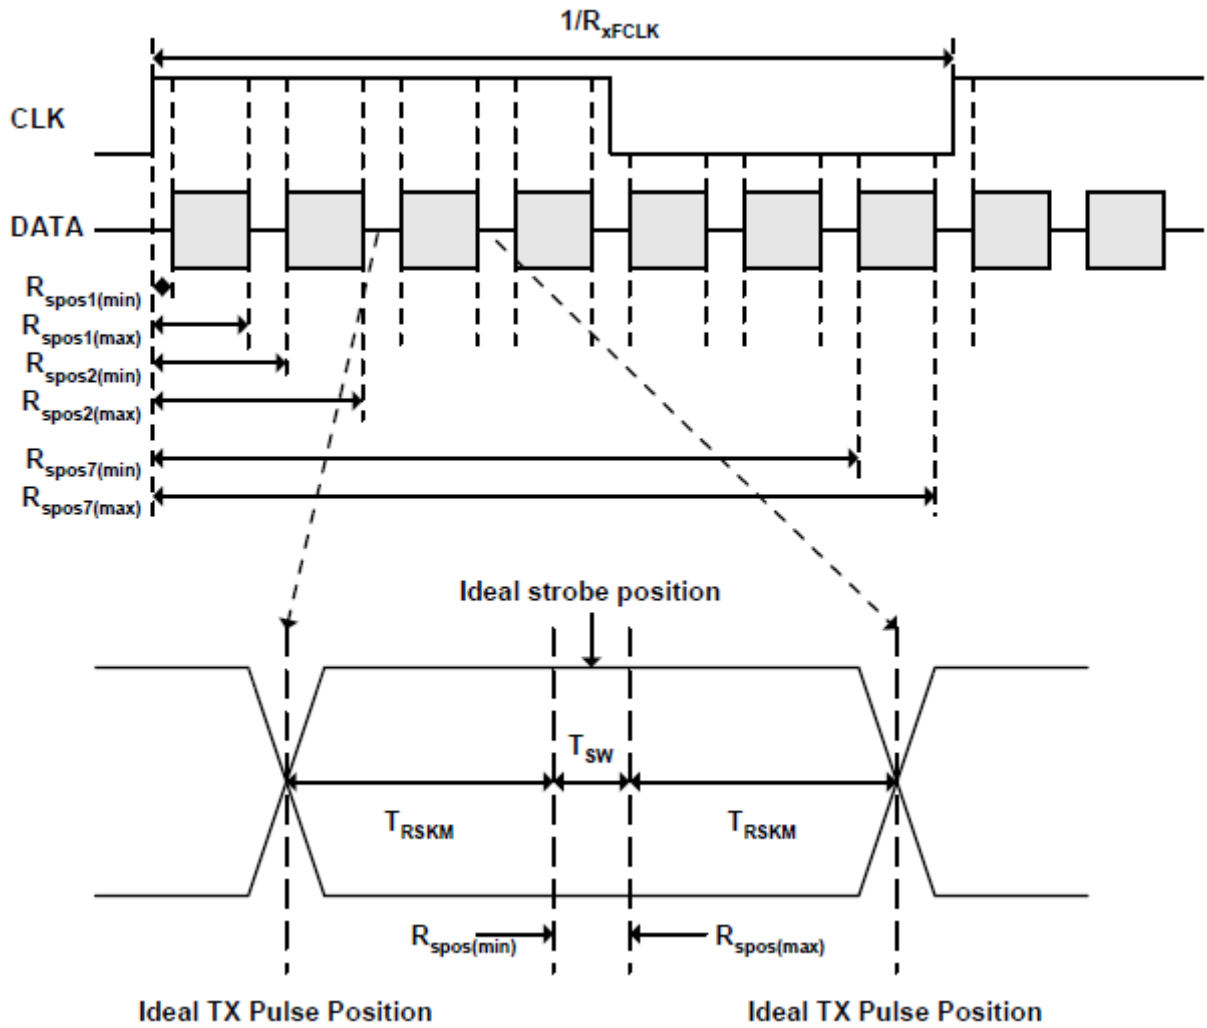 1/RxFCLK
CLK
DATA
Rspos1(min)
Rspos1(max)
Rspos2(min)
Rspos2(max)
Rspos7(min)
Rspos7(max)
Ideal strobe position
TSW
TRSKM TRSKM
Rspos(min) Rspos(max)
Ideal TX Pulse Position Ideal TX Pulse Position